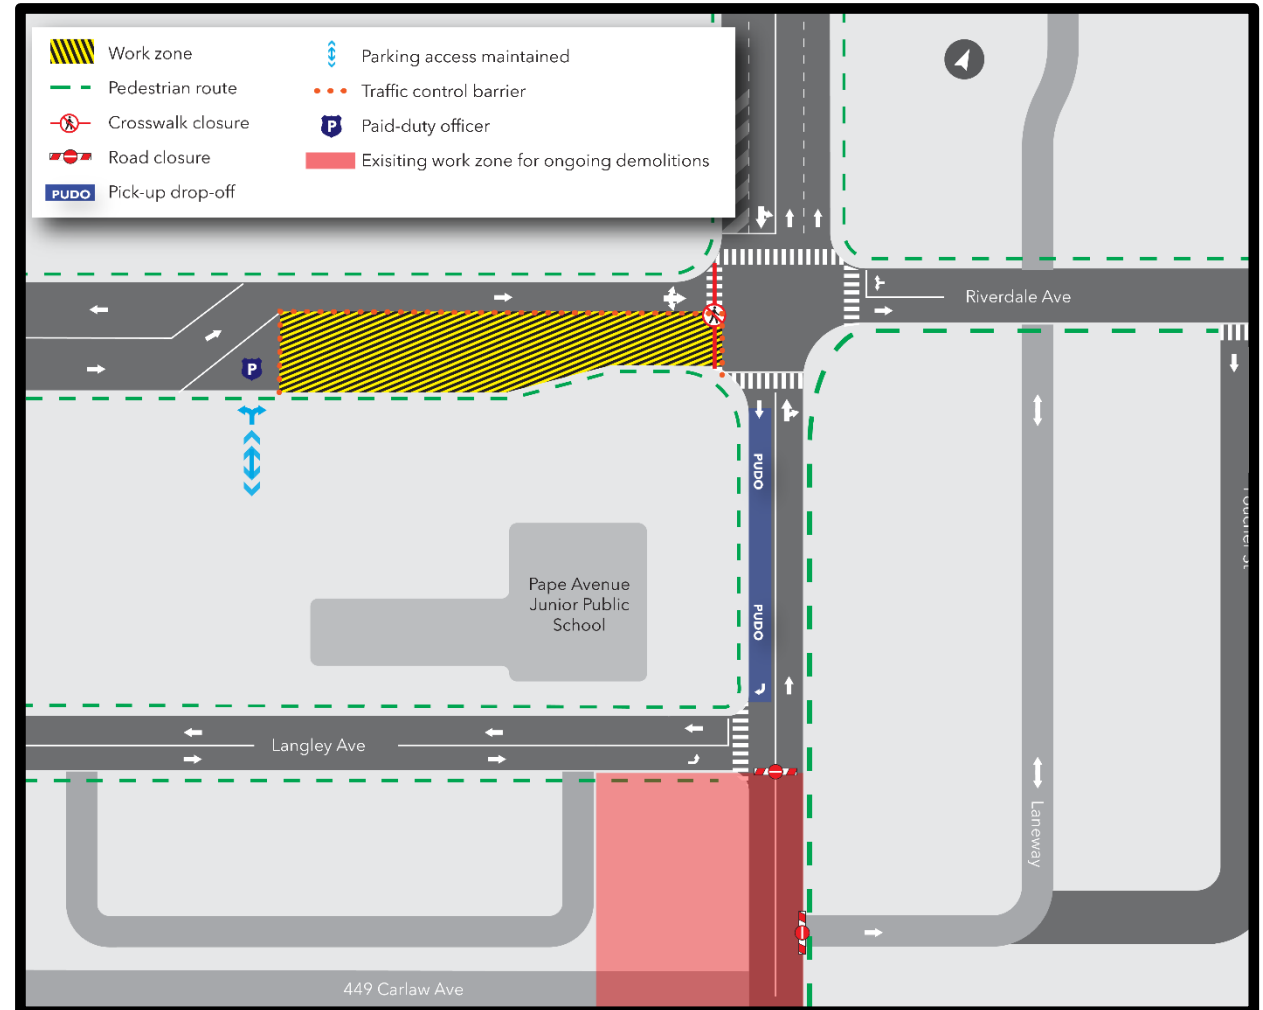 Work zone
Pedestrian route
Crosswalk closure
Road closure
PUDO Pick-up drop-off
Parking access maintained
Traffic control barrier
P Paid-duty officer
Exisiting work zone for ongoing demolitions
Riverdale Ave
P
PUDO
PUDO
Pape Avenue
Junior Public
School
Langley Ave
Laneway
449 Carlaw Ave